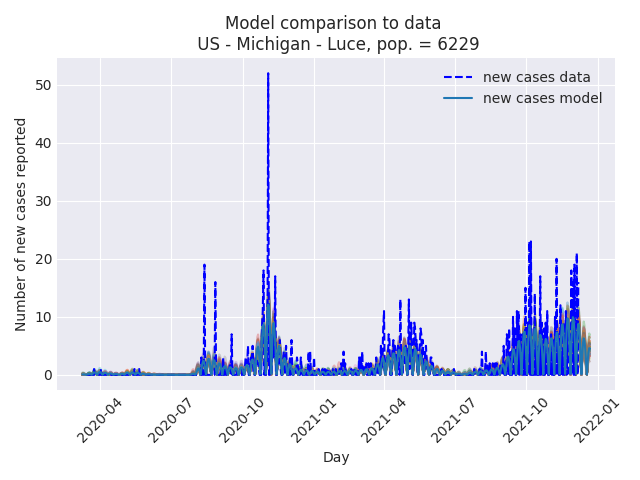 Model comparison to data
US - Michigan - Luce, pop. = 6229
new cases data
new cases model
Number of new cases reported
50
40
30
20
10
0
2020-04
2020-07
2020-10
2021-01
2021-04
2021-07
2021-10
2022-01
Day